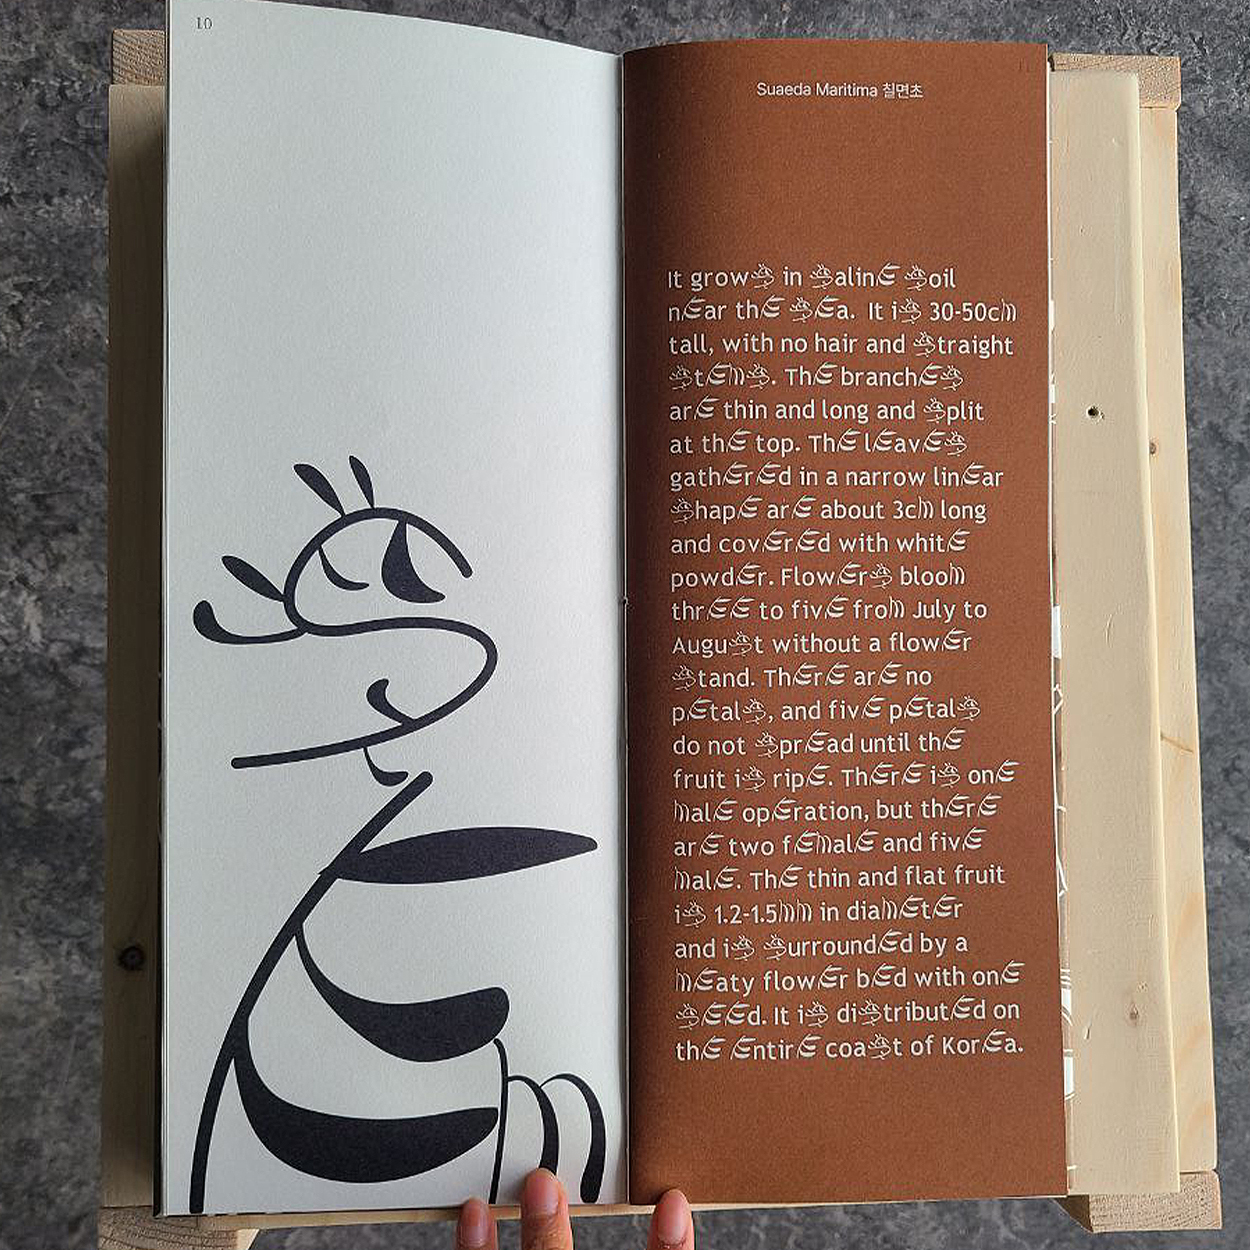 10
Suaeda Maritima 칠면초
It grows in saline soil
near the sea. It is 30-50cm
tall, with no hair and straight
stems. The branches
are thin and long and split
at the top. The leaves
gathered in a narrow linear
shape are about 3cm long
and covered with white
powder. Flowers bloom
three to five from July to
August without a flower
stand. There are no
petals, and five petals
do not spread until the
fruit is ripe. There is one
male operation, but there
are two female and five
male. The thin and flat fruit
is 1.2-1.5mm in diameter
and is surrounded by a
meaty flower bed with one
seed. It is distributed on
the entire coast of Korea.